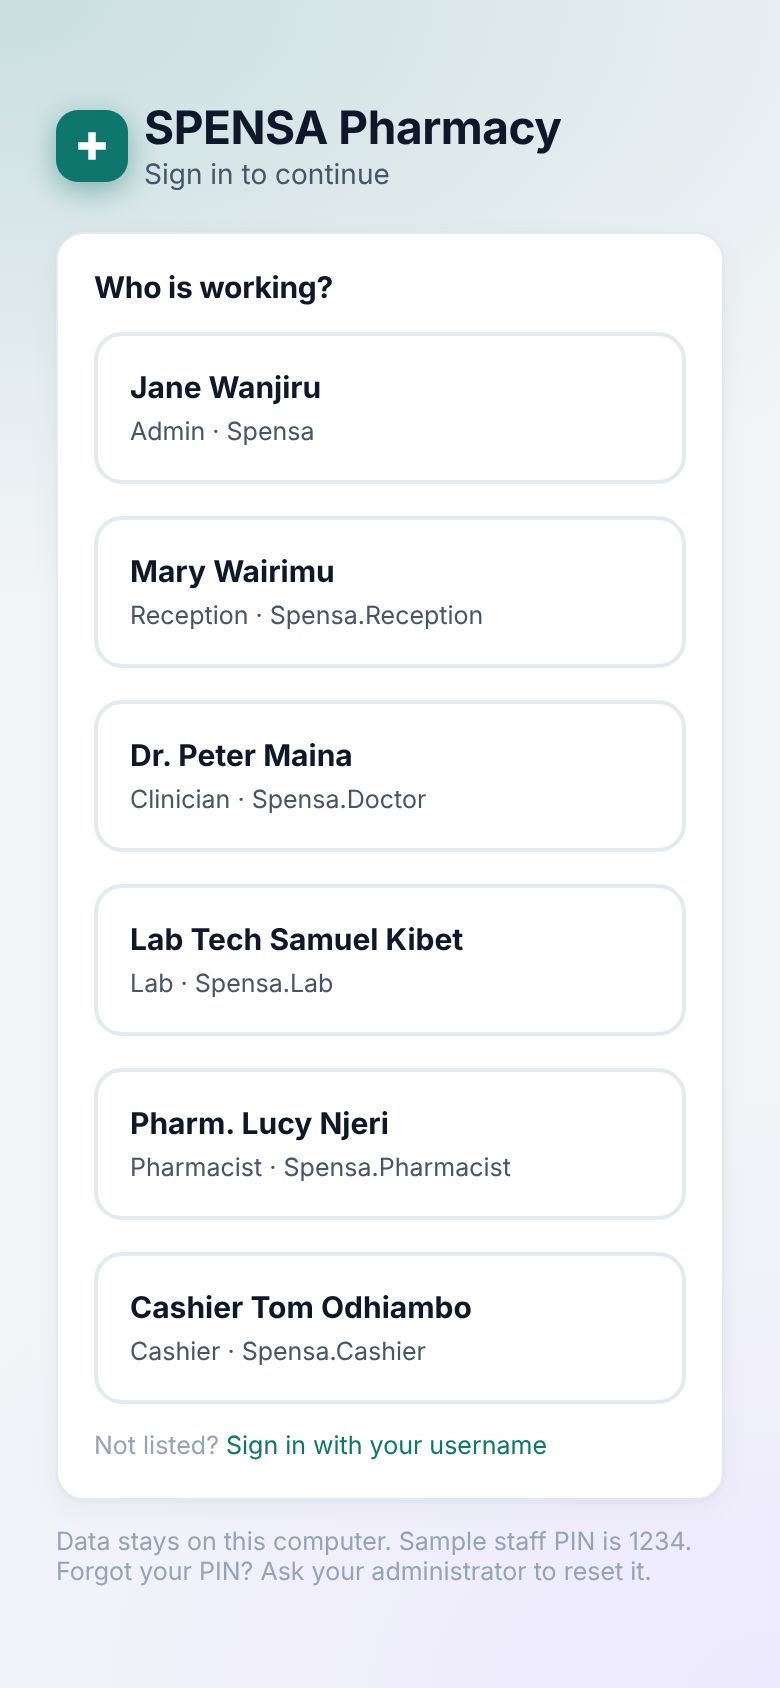 SPENSA Pharmacy
Sign in to continue
Who is working?
Jane Wanjiru
Admin · Spensa
Mary Wairimu
Reception · Spensa.Reception
Dr. Peter Maina
Clinician · Spensa.Doctor
Lab Tech Samuel Kibet
Lab · Spensa.Lab
Pharm. Lucy Njeri
Pharmacist · Spensa.Pharmacist
Cashier Tom Odhiambo
Cashier · Spensa.Cashier
Not listed? Sign in with your username
Data stays on this computer. Sample staff PIN is 1234.
Forgot your PIN? Ask your administrator to reset it.